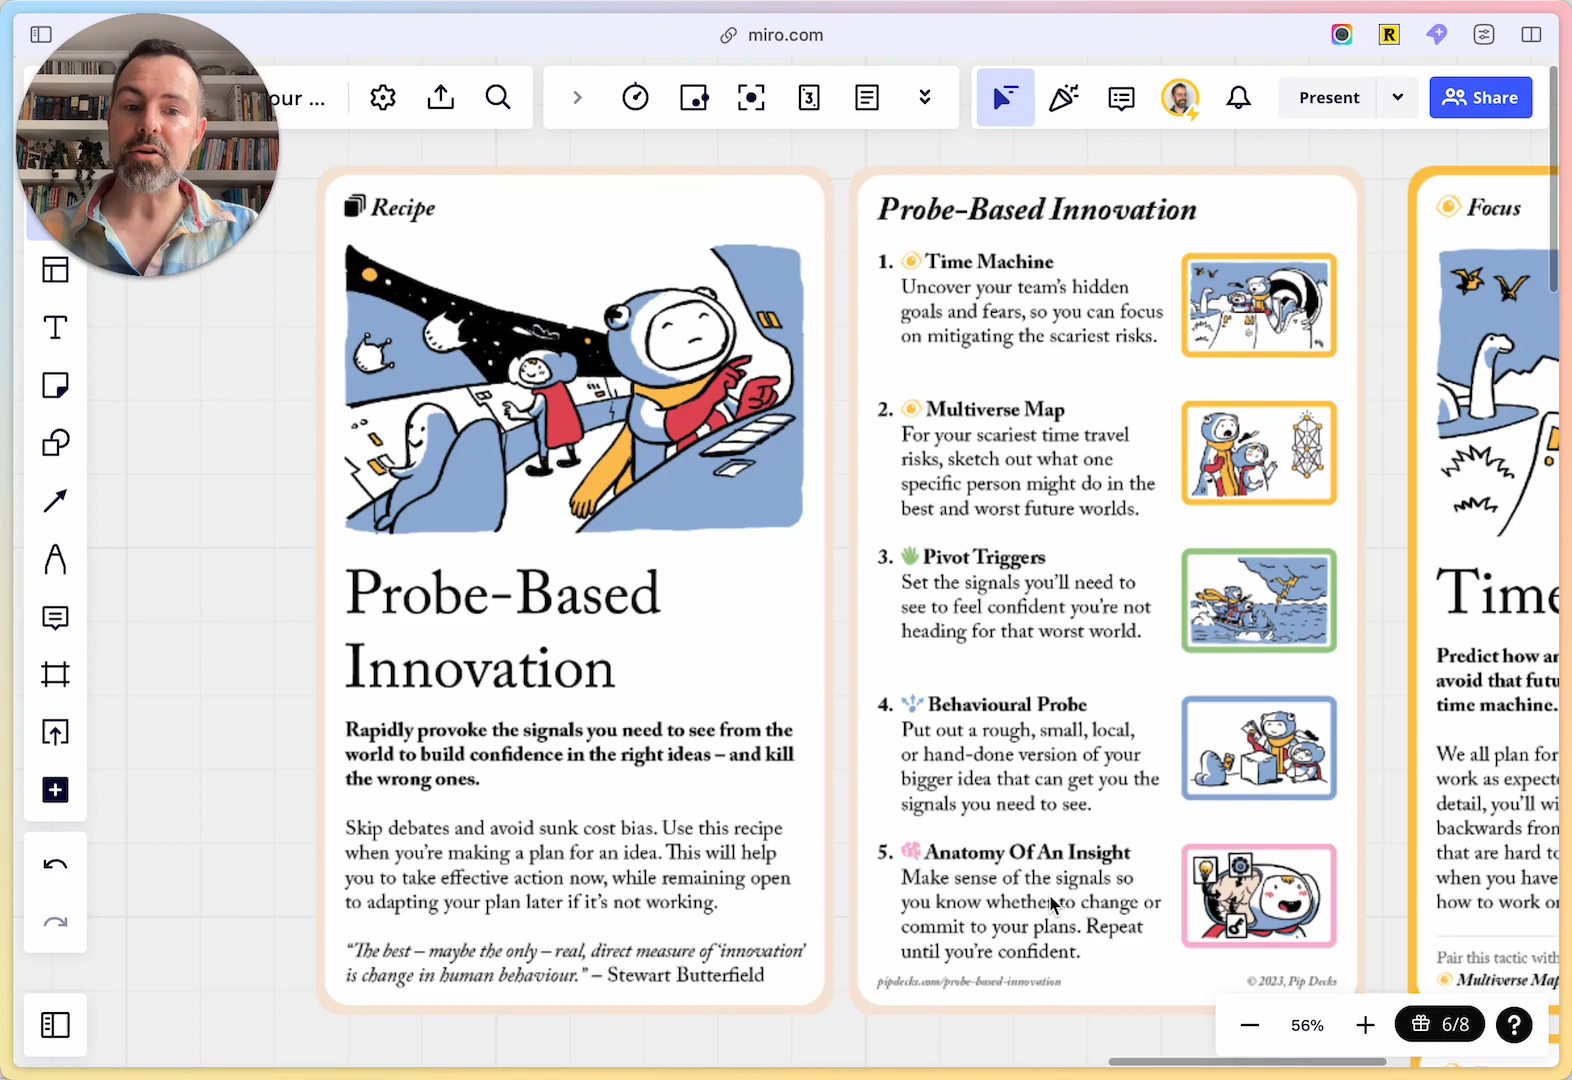 miro.com
R
our ...
3
Present
Share
Recipe
Probe-Based
Innovation
Rapidly provoke the signals you need to see from the
world to build confidence in the right ideas – and kill
the wrong ones.
Skip debates and avoid sunk cost bias. Use this recipe
when you’re making a plan for an idea. This will help
you to take effective action now, while remaining open
to adapting your plan later if it’s not working.
“The best – maybe the only – real, direct measure of ‘innovation’
is change in human behaviour.” – Stewart Butterfield
Probe-Based Innovation
1. Time Machine
Uncover your team’s hidden
goals and fears, so you can focus
on mitigating the scariest risks.
2. Multiverse Map
For your scariest time travel
risks, sketch out what one
specific person might do in the
best and worst future worlds.
3. Pivot Triggers
Set the signals you’ll need to
see to feel confident you’re not
heading for that worst world.
4. Behavioural Probe
Put out a rough, small, local,
or hand-done version of your
bigger idea that can get you the
signals you need to see.
5. Anatomy Of An Insight
Make sense of the signals so
you know whether to change or
commit to your plans. Repeat
until you’re confident.
pipdecks.com/probe-based-innovation
© 2023, Pip Decks
Focus
Time
Predict how an
avoid that futu
time machine.
We all plan for
work as expecte
detail, you’ll wi
backwards from
that are hard to
when you have
how to work o
Pair this tactic with
Multiverse Map
56%
6/8
?